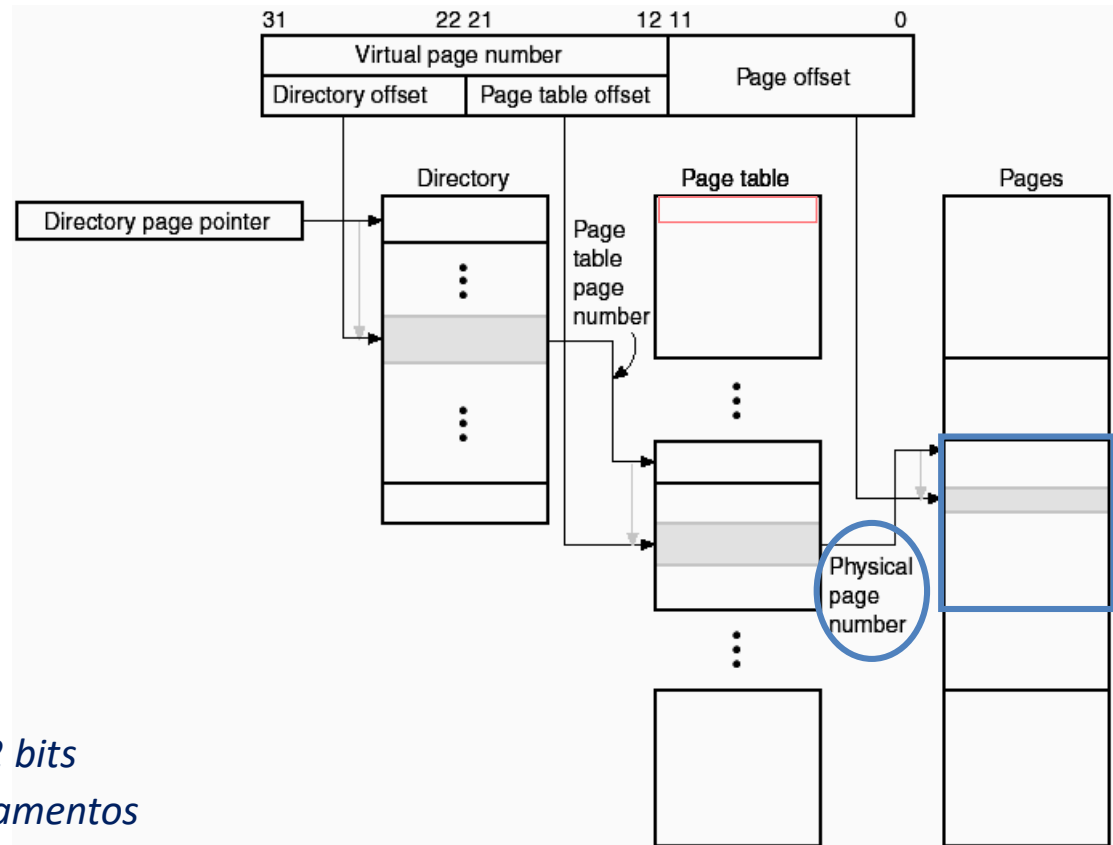 31 22 21 12 11 0
Virtual page number
Page offset
Directory offset Page table offset
Directory Page table Pages
Directory page pointer
Page
table
page
number
Physical
page
number
bits